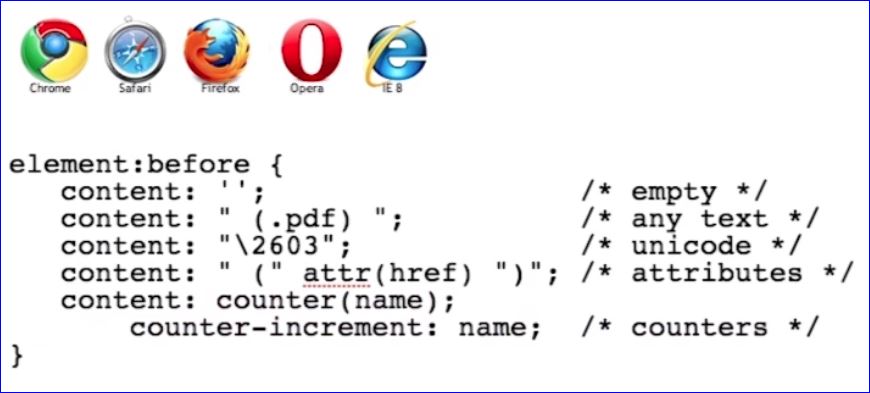 Chrome Safari Firefox Opera IE 8
element:before {
content: ''; /* empty */
content: " (.pdf) "; /* any text */
content: "\2603"; /* unicode */
content: " (" attr(href) ")"; /* attributes */
content: counter(name);
counter-increment: name; /* counters */
}